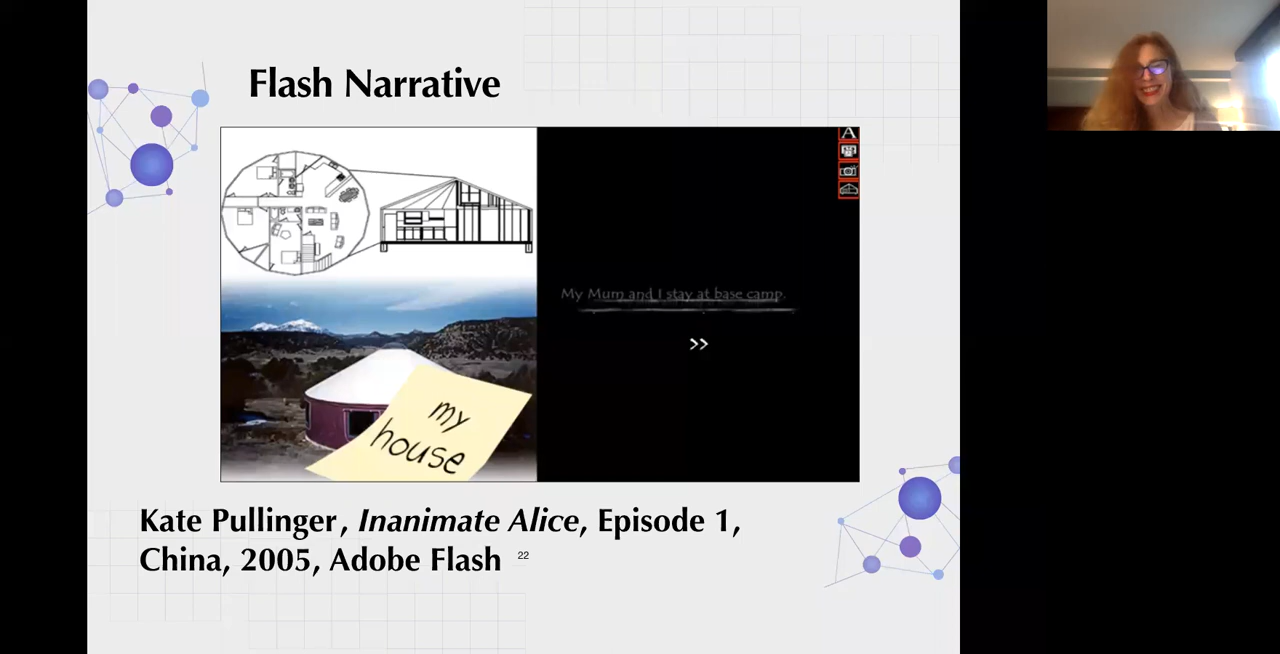 Flash Narrative
A
My Mum and I stay at base camp.
>>
my
house
Kate Pullinger, Inanimate Alice, Episode 1,
China, 2005, Adobe Flash 22